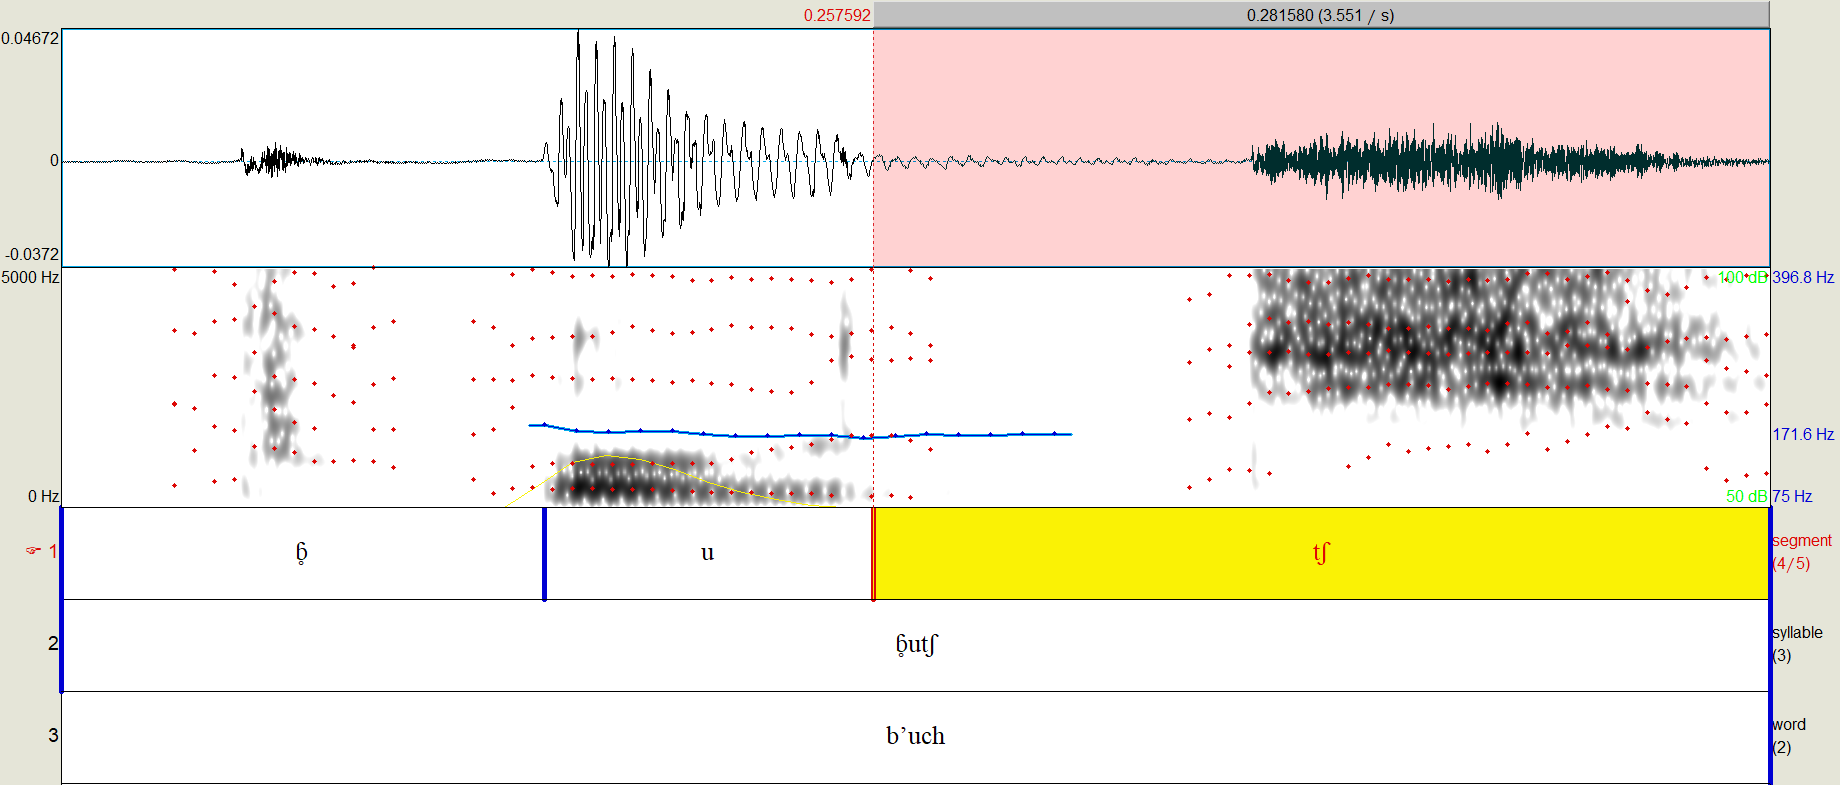 0.257592 0.281580 (3.551 / s)
0.04672
0
-0.0372
5000 Hz 100 dB 396.8 Hz
171.6 Hz
0 Hz 50 dB 75 Hz
☞ 1 ɓ̥ u tʃ segment
(4/5)
2 ɓ̥utʃ syllable
(3)
3 b’uch word
(2)